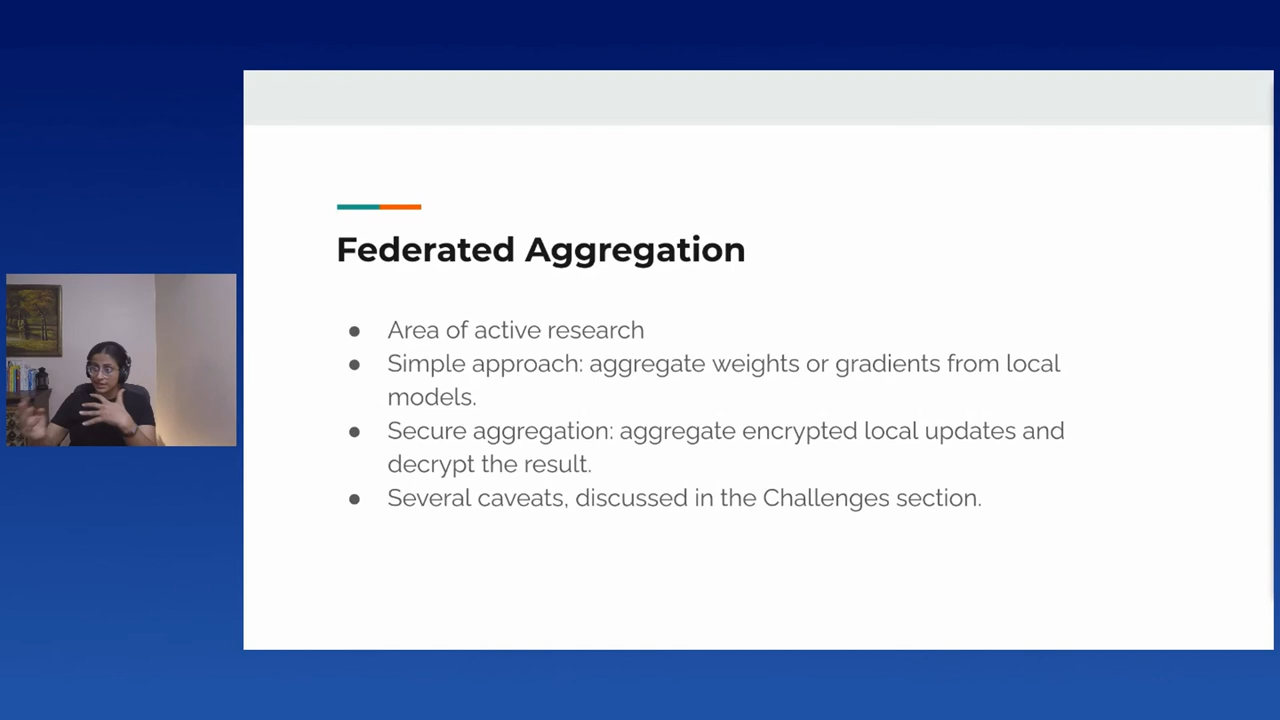 Federated Aggregation
● Area of active research
● Simple approach: aggregate weights or gradients from local
models.
● Secure aggregation: aggregate encrypted local updates and
decrypt the result.
● Several caveats, discussed in the Challenges section.